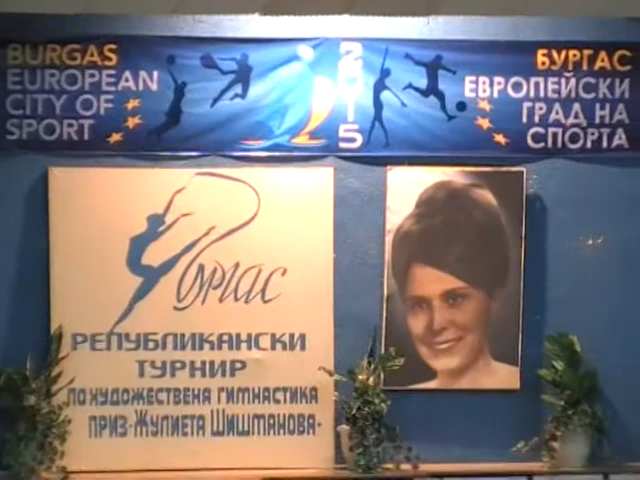 BURGAS
EUROPEAN
CITY OF
SPORT
2015
БУРГАС
ЕВРОПЕЙСКИ
ГРАД НА
СПОРТА
Бургас
РЕПУБЛИКАНСКИ
ТУРНИР
ПО ХУДОЖЕСТВЕНА ГИМНАСТИКА
ПРИЗ-ЖУЛИЕТА ШИШМАНОВА-